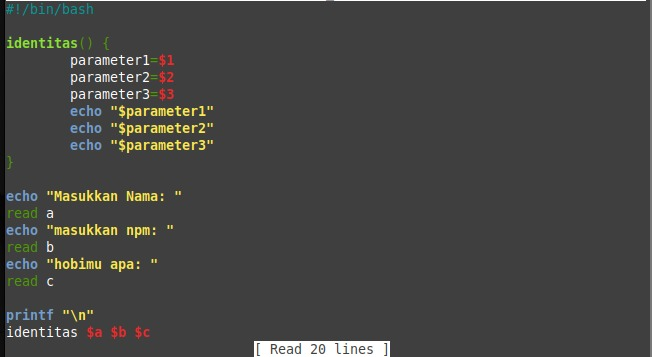 #!/bin/bash
identitas() {
parameter1=$1
parameter2=$2
parameter3=$3
echo "$parameter1"
echo "$parameter2"
echo "$parameter3"
}
echo "Masukkan Nama: "
read a
echo "masukkan npm: "
read b
echo "hobimu apa: "
read c
printf "\n"
identitas $a $b $c
[ Read 20 lines ]